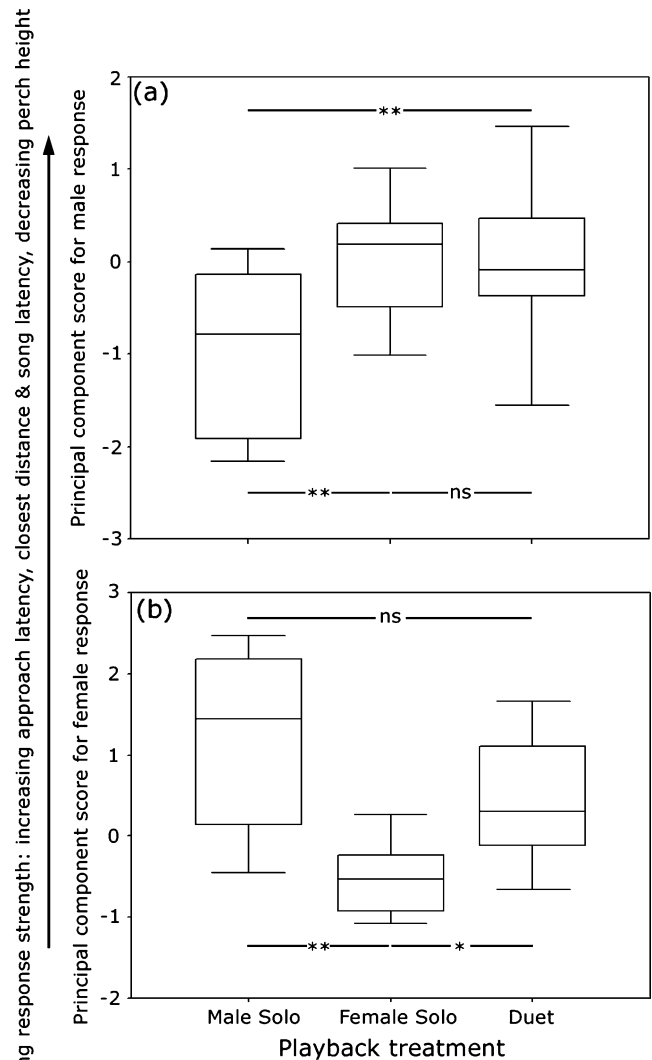 response strength: increasing approach latency, closest distance & song latency, decreasing perch height
Principal component score for male response
(a)
2
1
0
-1
-2
-3
**
**
ns
Principal component score for female response
(b)
3
2
1
0
-1
-2
ns
**
*
Male Solo
Female Solo
Duet
Playback treatment